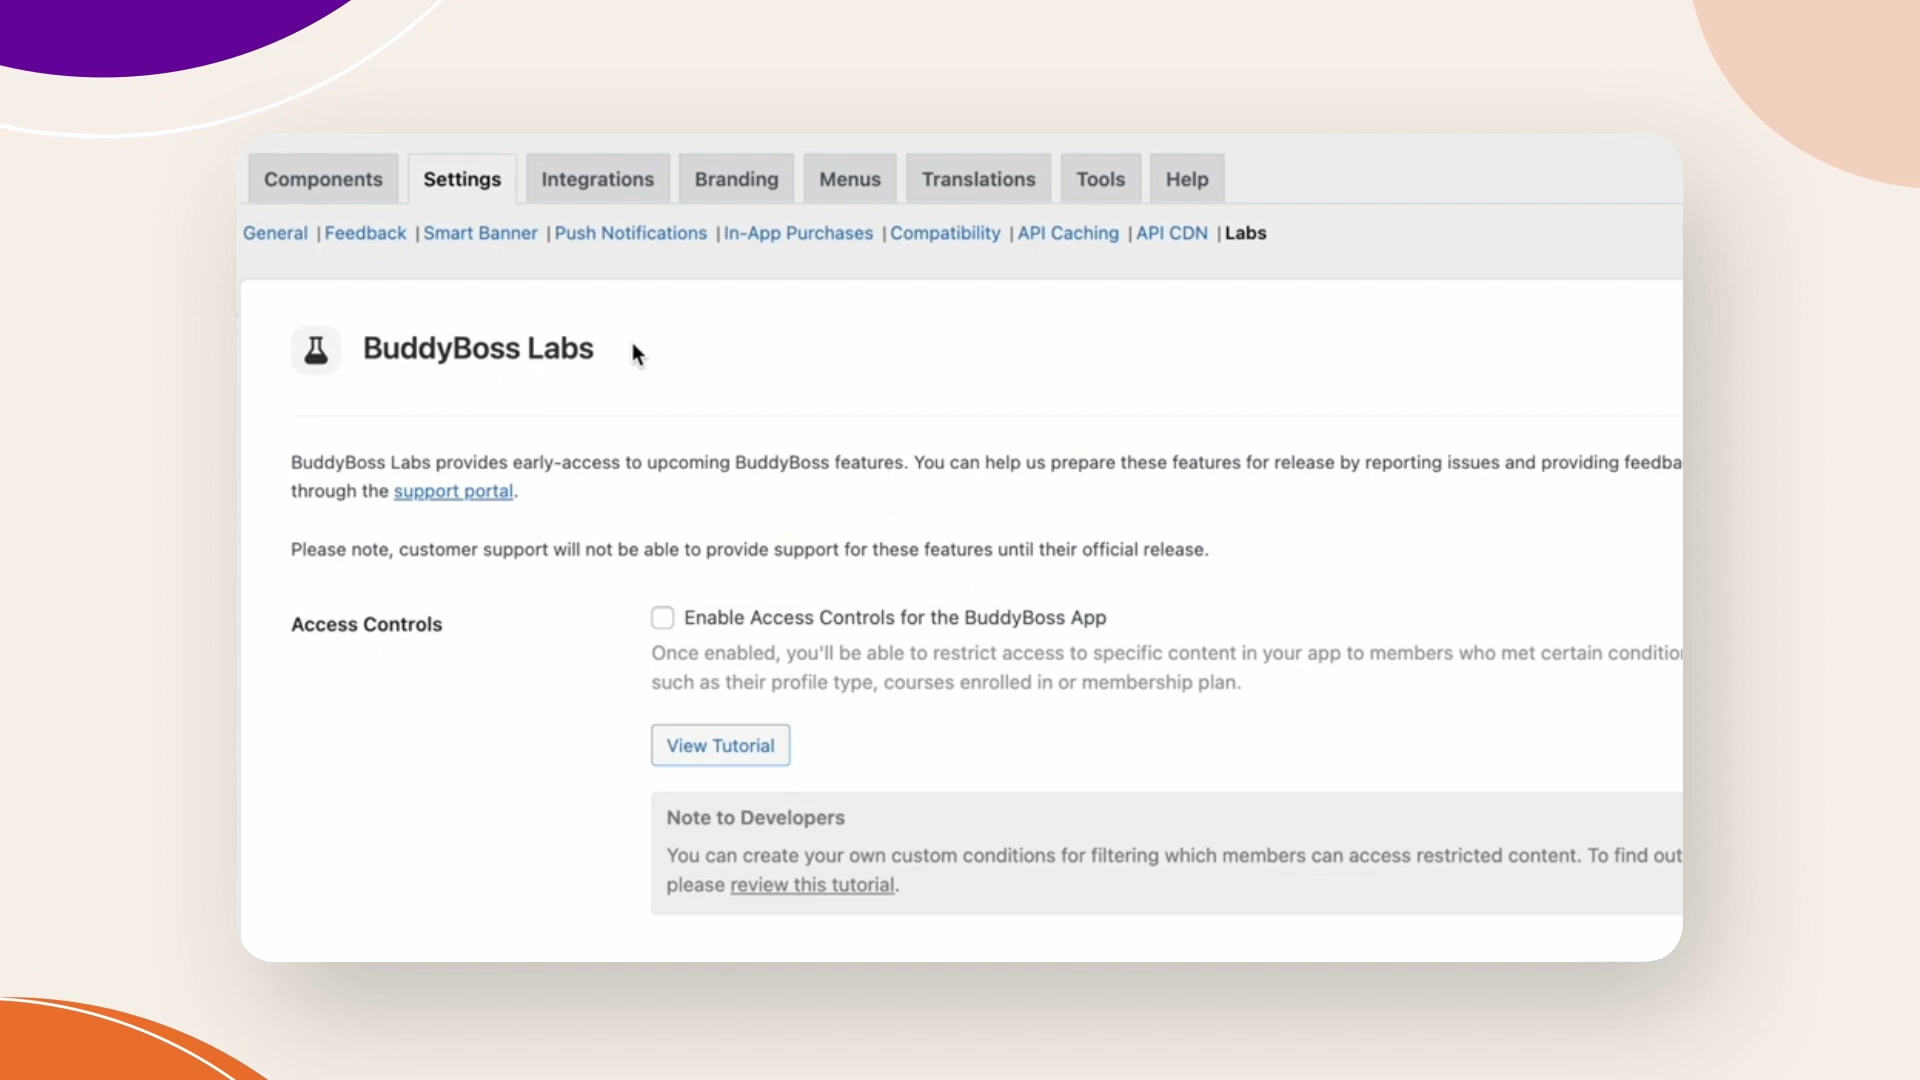 Components Settings Integrations Branding Menus Translations Tools Help
General | Feedback | Smart Banner | Push Notifications | In-App Purchases | Compatibility | API Caching | API CDN | Labs
BuddyBoss Labs
BuddyBoss Labs provides early-access to upcoming BuddyBoss features. You can help us prepare these features for release by reporting issues and providing feedba
through the support portal.
Please note, customer support will not be able to provide support for these features until their official release.
Access Controls
Enable Access Controls for the BuddyBoss App
Once enabled, you'll be able to restrict access to specific content in your app to members who met certain conditio
such as their profile type, courses enrolled in or membership plan.
View Tutorial
Note to Developers
You can create your own custom conditions for filtering which members can access restricted content. To find out
please review this tutorial.